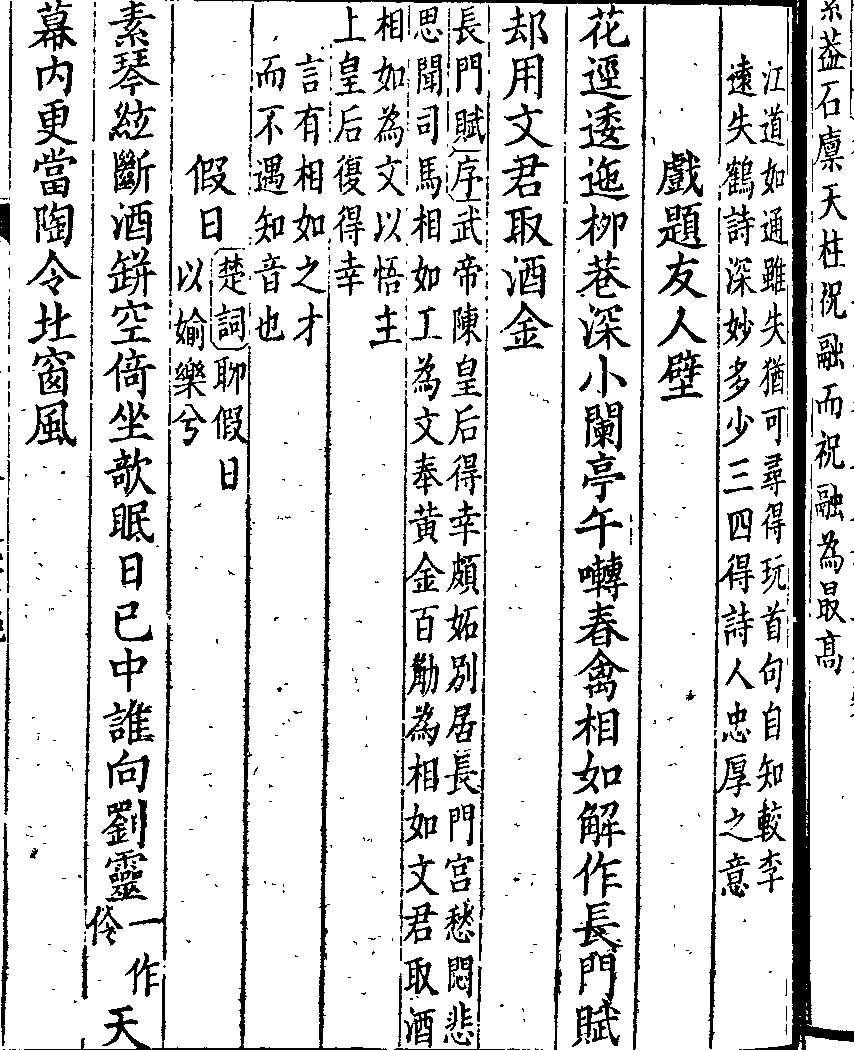 葢石廪天柱祝融而祝融為最髙
江道如通雖失猶可尋得玩首句自知較李
遠失鶴詩深妙多少三四得詩人忠厚之意
戲題友人壁
花逕逶迤柳巷深小闌亭午囀春禽相如解作長門賦
却用文君取酒金
長門賦序武帝陳皇后得幸頗妬别居長門宫愁悶悲
思聞司馬相如工為文奉黄金百觔為相如文君取酒
相如為文以悟主
上皇后復得幸
言有相如之才
而不遇知音也
假日
楚詞聊假日
以媮樂兮
素琴絃斷酒缾空倚坐欹眠日已中誰向劉靈
一作
伶
天
幕内更當陶令北窗風